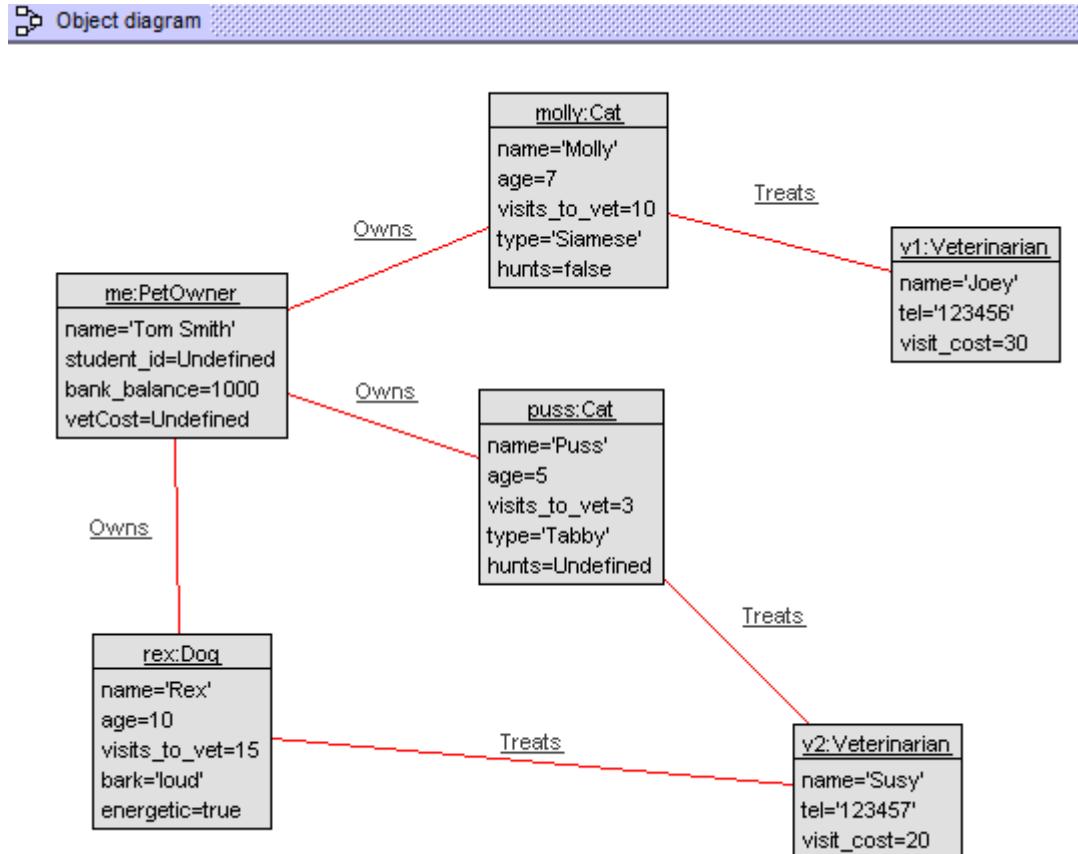 Object diagram
molly:Cat
name='Molly'
age=7
visits_to_vet=10
type='Siamese'
hunts=false
Treats
Owns
v1:Veterinarian
name='Joey'
tel='123456'
visit_cost=30
me:PetOwner
name='Tom Smith'
student_id=Undefined
bank_balance=1000
vetCost=Undefined
Owns
puss:Cat
name='Puss'
age=5
visits_to_vet=3
type='Tabby'
hunts=Undefined
Owns
Treats
rex:Dog
name='Rex'
age=10
visits_to_vet=15
bark='loud'
energetic=true
Treats
v2:Veterinarian
name='Susy'
tel='123457'
visit_cost=20